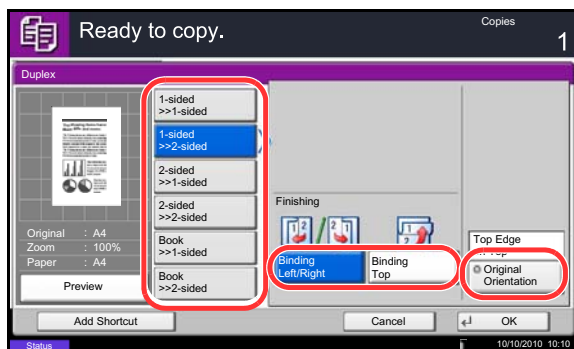 Ready to copy.
Copies
1
Duplex
1-sided
>>1-sided
1-sided
>>2-sided
2-sided
>>1-sided
2-sided
>>2-sided
Book
>>1-sided
Book
>>2-sided
Original : A4
Zoom : 100%
Paper : A4
Preview
Finishing
Binding
Left/Right
Binding
Top
Top Edge
Original
Orientation
Add Shortcut
Cancel
OK
Status
10/10/2010 10:10